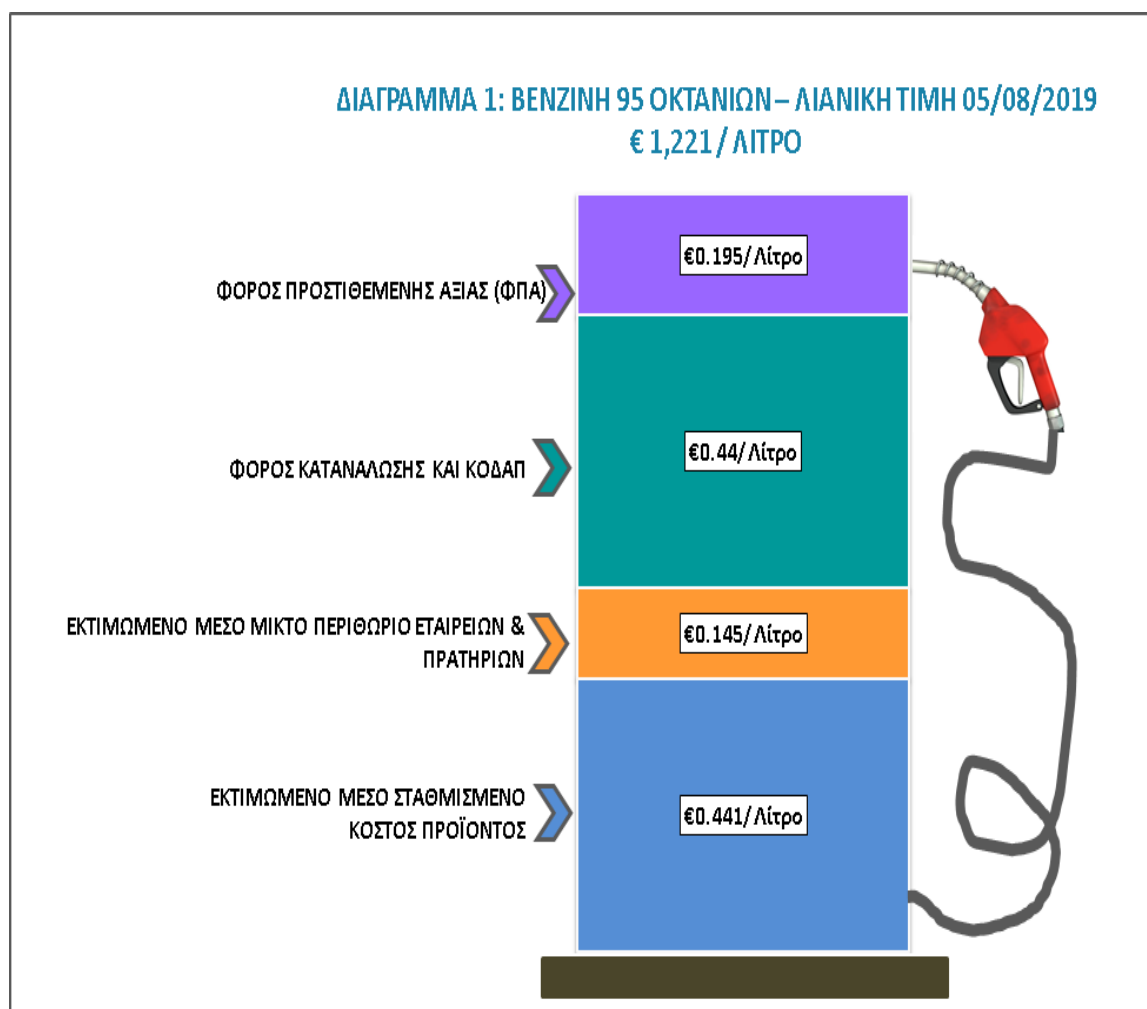 ΔΙΑΓΡΑΜΜΑ 1: ΒΕΝΖΙΝΗ 95 ΟΚΤΑΝΙΩΝ – ΛΙΑΝΙΚΗ ΤΙΜΗ 05/08/2019
€ 1,221 / ΛΙΤΡΟ
€0.195/ Λίτρο
ΦΟΡΟΣ ΠΡΟΣΤΙΘΕΜΕΝΗΣ ΑΞΙΑΣ (ΦΠΑ)
€0.44/ Λίτρο
ΦΟΡΟΣ ΚΑΤΑΝΑΛΩΣΗΣ ΚΑΙ ΚΟΔΑΠ
ΕΚΤΙΜΩΜΕΝΟ ΜΕΣΟ ΜΙΚΤΟ ΠΕΡΙΘΩΡΙΟ ΕΤΑΙΡΕΙΩΝ &
ΠΡΑΤΗΡΙΩΝ
€0.145/ Λίτρο
ΕΚΤΙΜΩΜΕΝΟ ΜΕΣΟ ΣΤΑΘΜΙΣΜΕΝΟ
ΚΟΣΤΟΣ ΠΡΟΪΟΝΤΟΣ
€0.441/ Λίτρο